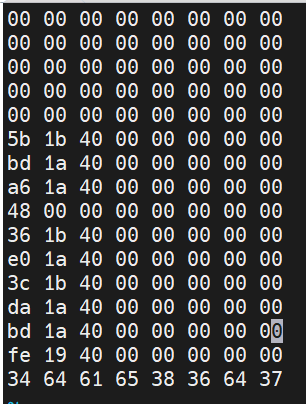 00 00 00 00 00 00 00 00
00 00 00 00 00 00 00 00
00 00 00 00 00 00 00 00
00 00 00 00 00 00 00 00
00 00 00 00 00 00 00 00
5b 1b 40 00 00 00 00 00
bd 1a 40 00 00 00 00 00
a6 1a 40 00 00 00 00 00
48 00 00 00 00 00 00 00
36 1b 40 00 00 00 00 00
e0 1a 40 00 00 00 00 00
3c 1b 40 00 00 00 00 00
da 1a 40 00 00 00 00 00
bd 1a 40 00 00 00 00 00
fe 19 40 00 00 00 00 00
34 64 61 65 38 36 64 37